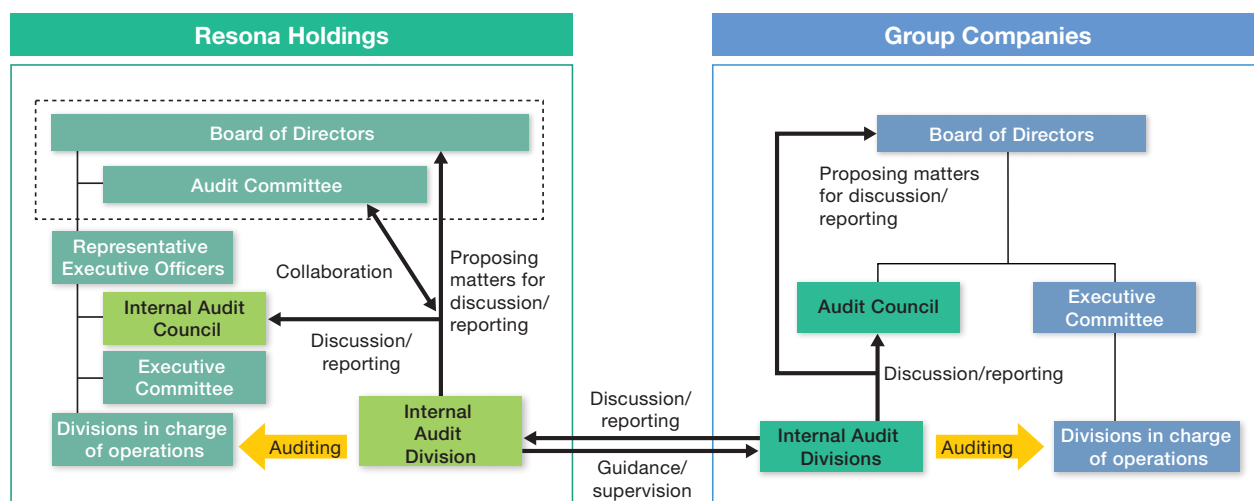 Resona Holdings
Board of Directors
Audit Committee
Representative
Executive Officers
Collaboration
Proposing
matters for
discussion/
reporting
Internal Audit
Council
Discussion/
reporting
Executive
Committee
Divisions in charge
of operations
Auditing
Internal
Audit
Division
Discussion/
reporting
Guidance/
supervision
Group Companies
Board of Directors
Proposing matters
for discussion/
reporting
Audit Council
Executive
Committee
Discussion/reporting
Internal Audit
Divisions
Auditing
Divisions in charge
of operations